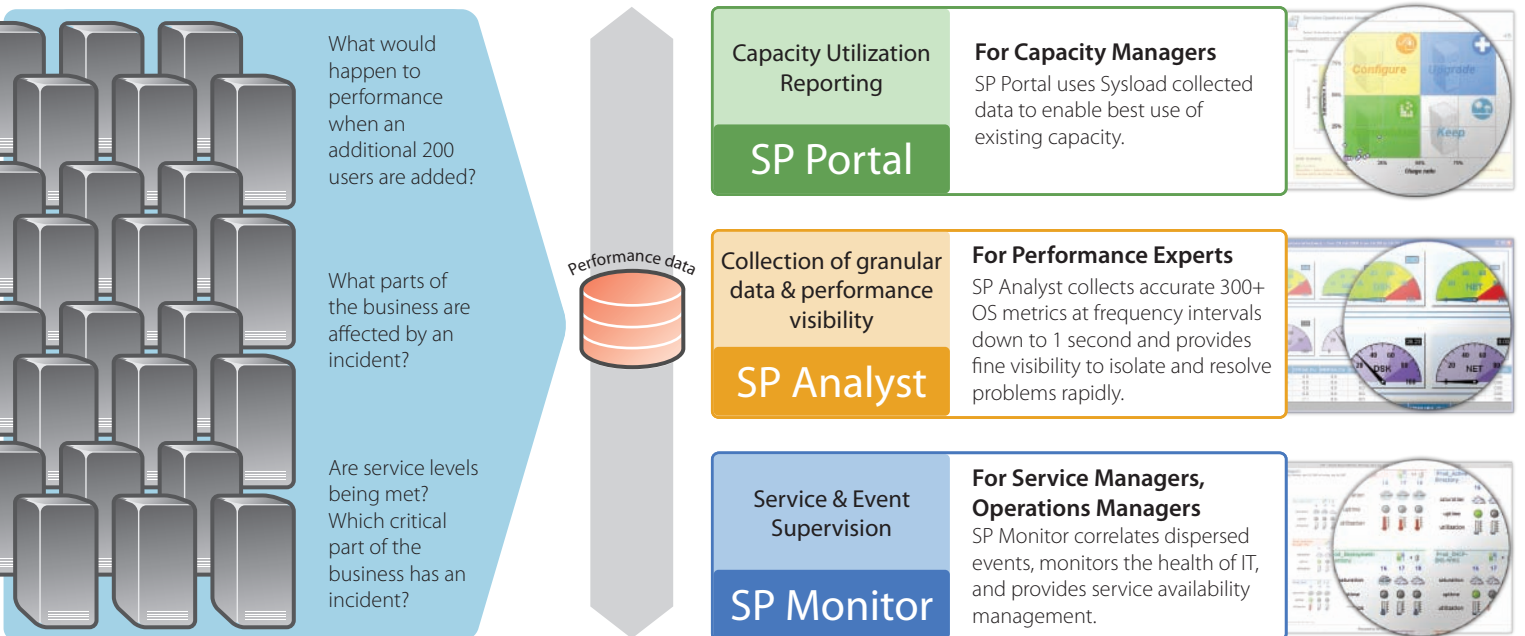 What would
happen to
performance
when an
additional 200
users are added?
What parts of
the business are
affected by an
incident?
Are service levels
being met?
Which critical
part of the
business has an
incident?
Performance data
Capacity Utilization
Reporting
SP Portal
For Capacity Managers
SP Portal uses Sysload collected
data to enable best use of
existing capacity.
Configure
Upgrade
Keep
Collection of granular
data & performance
visibility
SP Analyst
For Performance Experts
SP Analyst collects accurate 300+
OS metrics at frequency intervals
down to 1 second and provides
fine visibility to isolate and resolve
problems rapidly.
DSK
NET
DSK
NET
Service & Event
Supervision
SP Monitor
For Service Managers,
Operations Managers
SP Monitor correlates dispersed
events, monitors the health of IT,
and provides service availability
management.